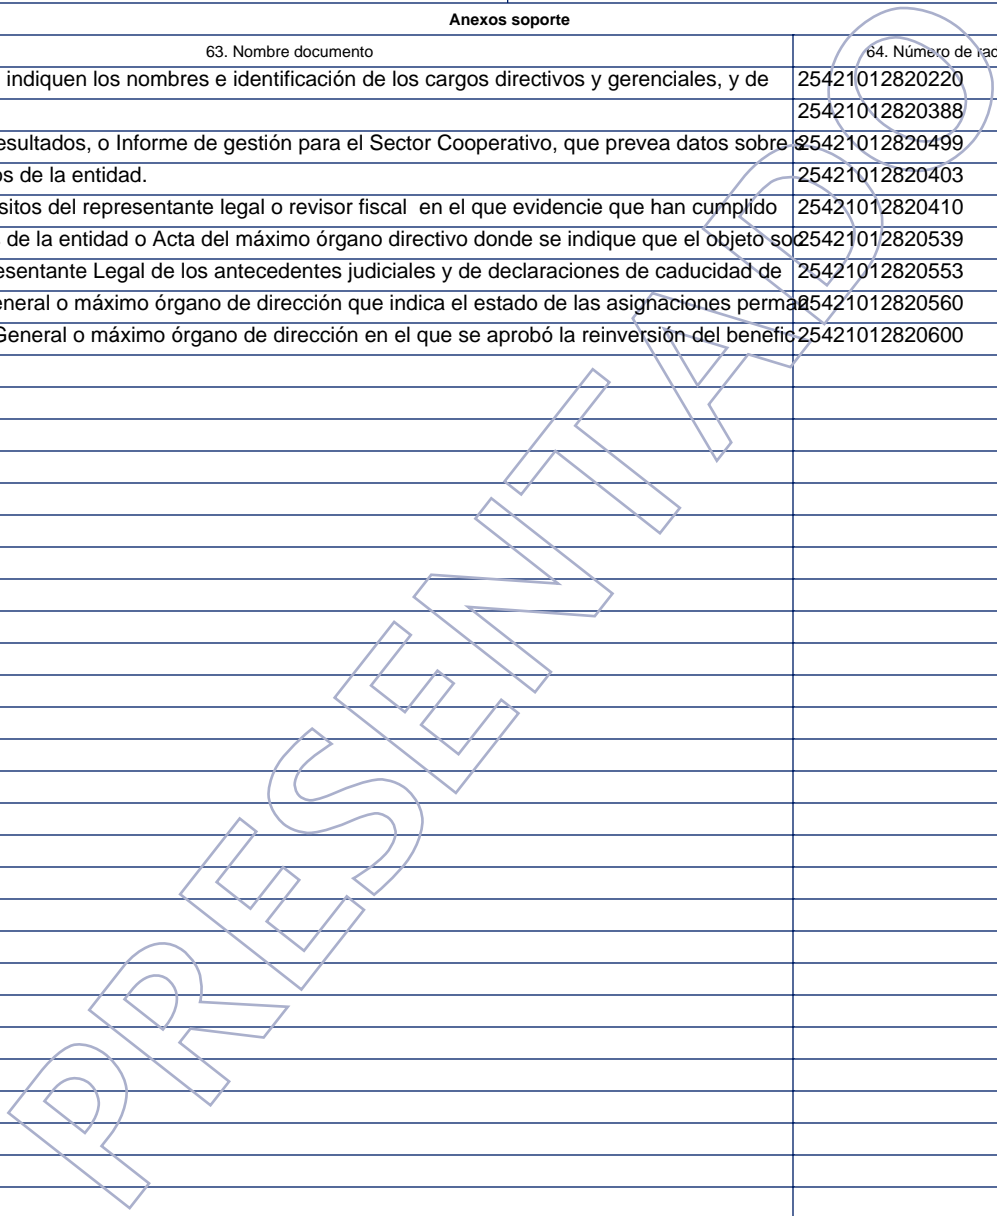 Anexos soporte
63. Nombre documento 64. Número de rad
indiquen los nombres e identificación de los cargos directivos y gerenciales, y de 25421012820220
25421012820388
esultados, o Informe de gestión para el Sector Cooperativo, que prevea datos sobre s 25421012820499
os de la entidad. 25421012820403
sitos del representante legal o revisor fiscal en el que evidencie que han cumplido 25421012820410
de la entidad o Acta del máximo órgano directivo donde se indique que el objeto soc 25421012820539
esentante Legal de los antecedentes judiciales y de declaraciones de caducidad de 25421012820553
eneral o máximo órgano de dirección que indica el estado de las asignaciones perman 25421012820560
General o máximo órgano de dirección en el que se aprobó la reinversión del benefic 25421012820600
PRESENTADO